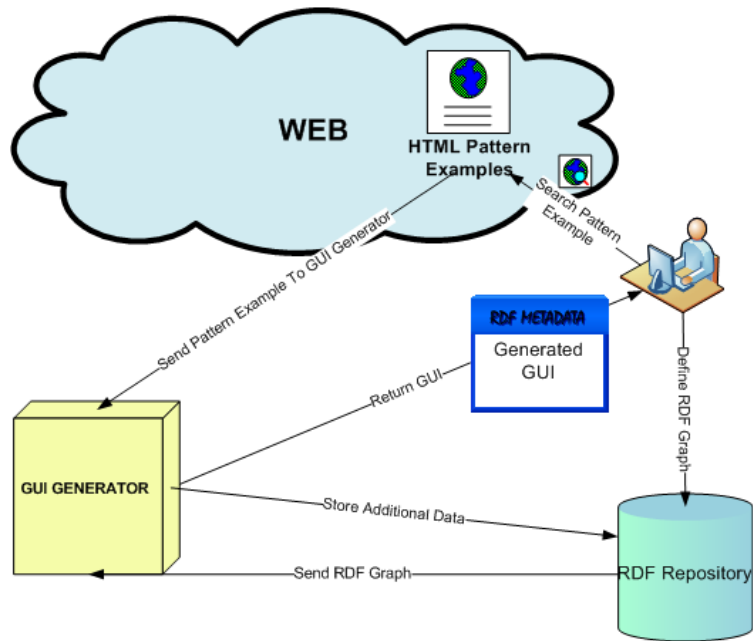 WEB
HTML Pattern
Examples
Search Pattern
Example
Send Pattern Example To GUI Generator
RDF METADATA
Generated
GUI
Return GUI
Define RDF Graph
GUI GENERATOR
Store Additional Data
Send RDF Graph
RDF Repository